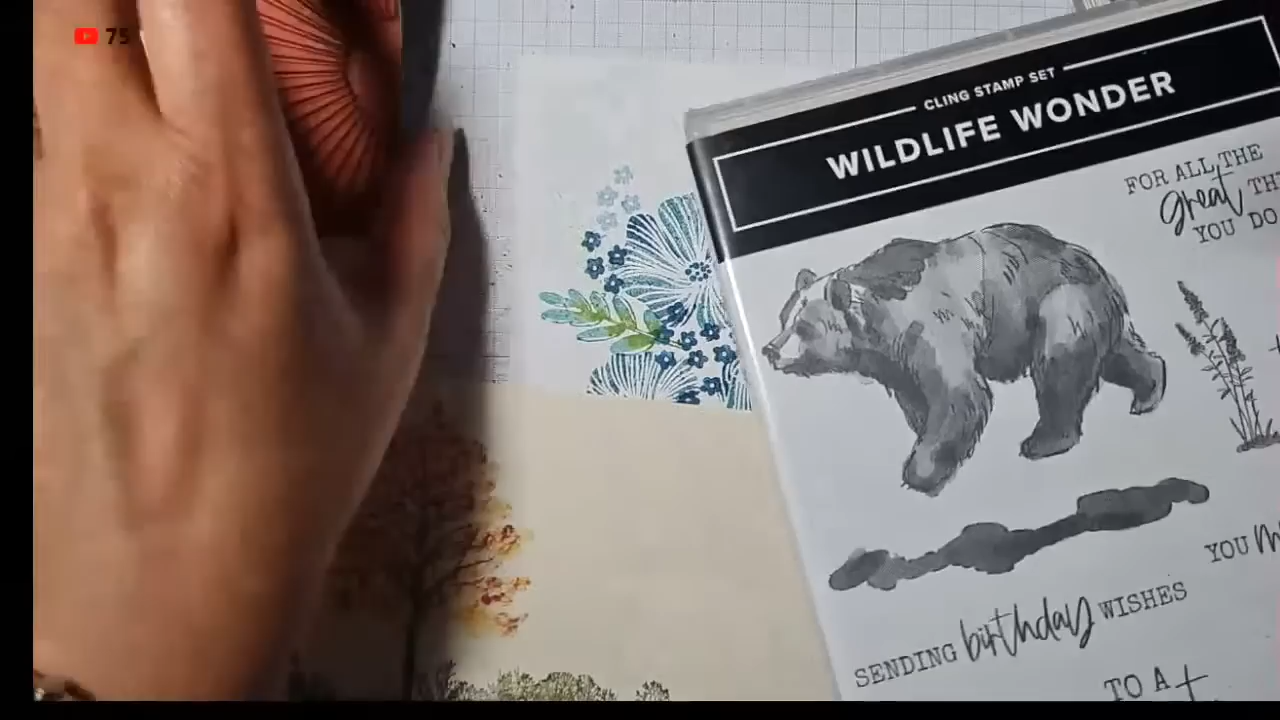 75
CLING STAMP SET
WILDLIFE WONDER
FOR ALL THE
great
YOU DO
YOU
SENDING birthday WISHES
TO A